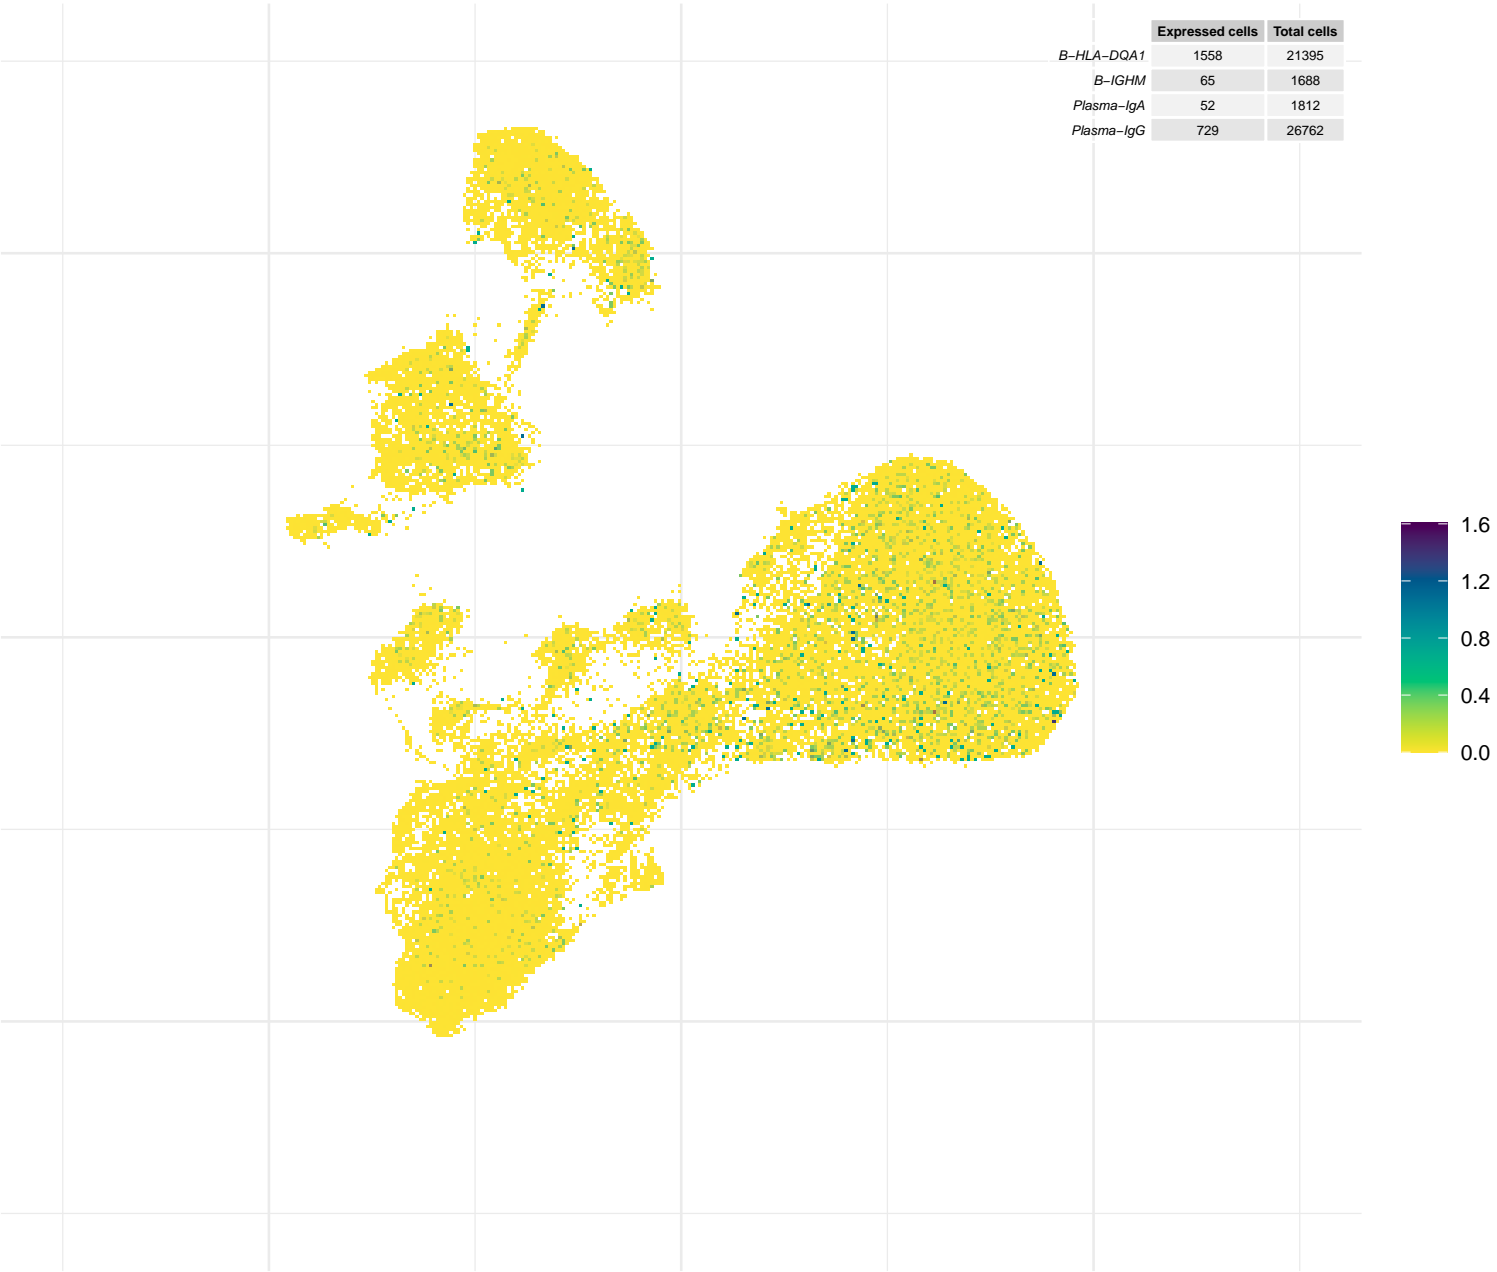 Expressed cells Total cells
B−HLA−DQA1 1558 21395
B−IGHM 65 1688
Plasma−IgA 52 1812
Plasma−IgG 729 26762
1.6
1.2
0.8
0.4
0.0